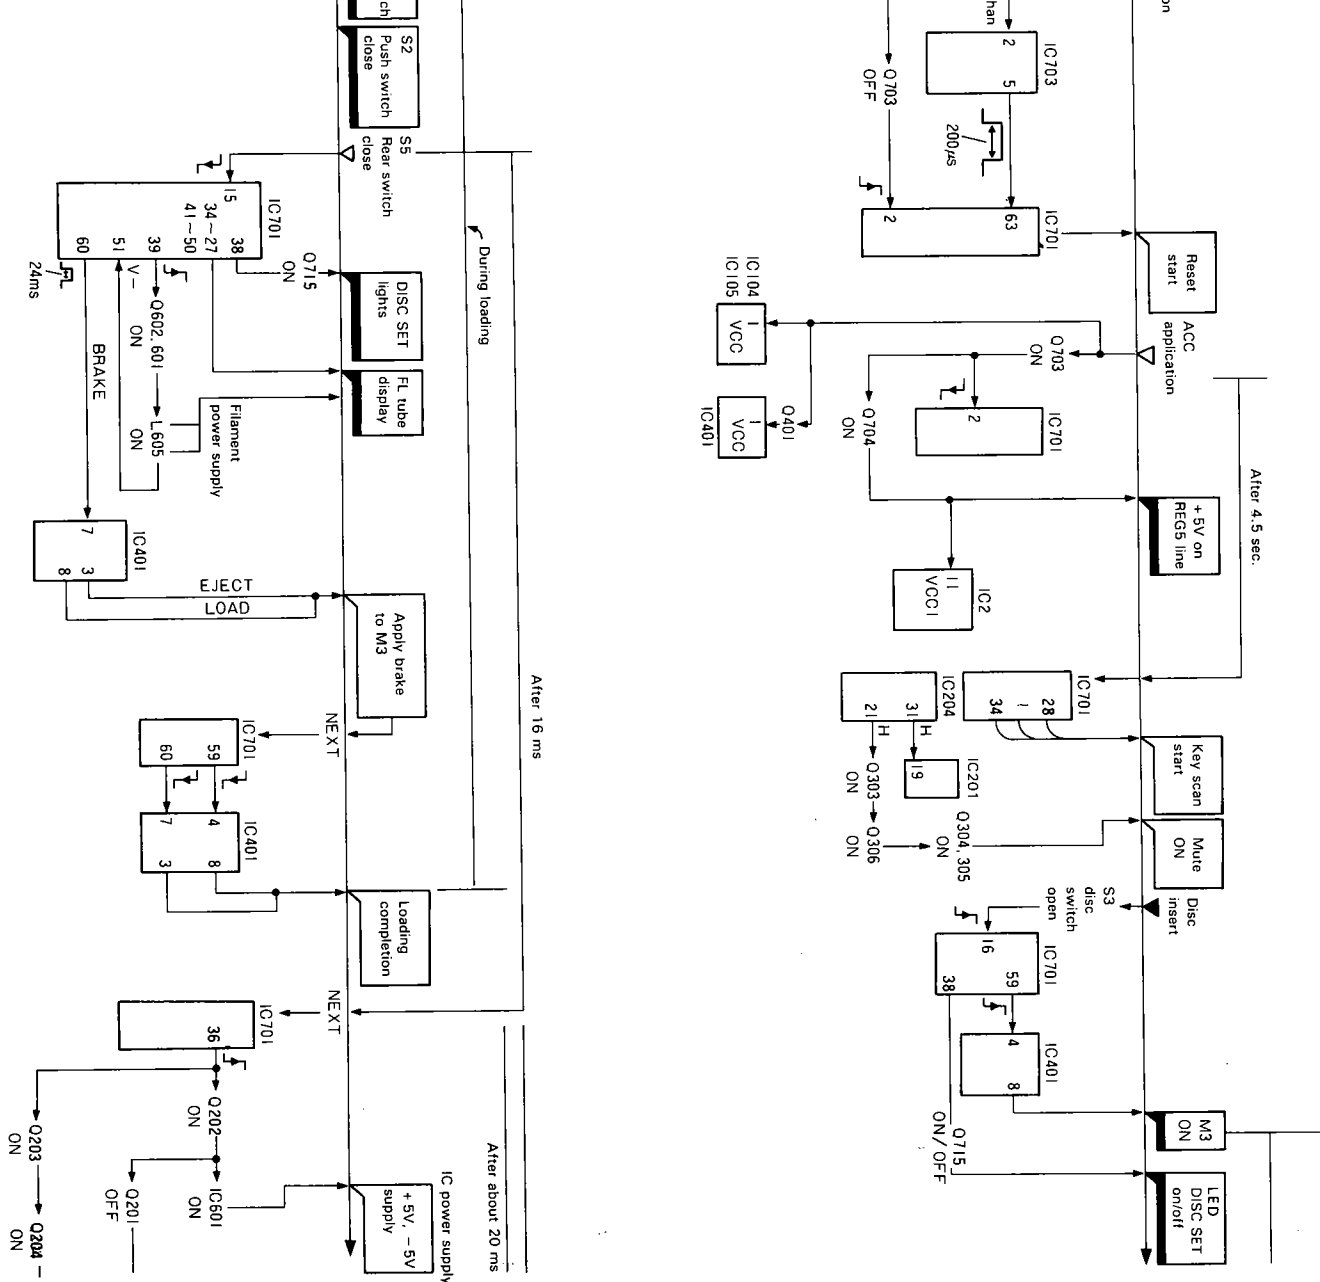 on
han
IC703
2
5
200μs
Q703
OFF
IC701
63
2
Reset
start
ACC
application
Q703
ON
IC104
IC105
1
VCC
Q401
1
VCC
IC401
IC701
2
Q704
ON
+5V on
REG5 line
After 4.5 sec.
11
VCC1
IC2
IC701
28
~
34
IC204
31
21
H
H
IC201
19
Q303
ON
Q306
ON
Q304, 305
ON
Key scan
start
Mute
ON
Disc
insert
S3
disc
switch
open
IC701
16
59
38
IC401
4
8
Q715
ON/OFF
M3
ON
LED
DISC SET
on/off
ch
S2
Push switch
close
S5
Rear switch
close
During loading
IC701
15
34~27
41~50
38
39
51
60
24ms
Q715
ON
DISC SET
lights
FL tube
display
V-
Q602, 601
ON
L605
ON
Filament
power supply
BRAKE
IC401
7
3
8
EJECT
LOAD
Apply brake
to M3
NEXT
After 16 ms
IC701
59
60
IC401
4
7
8
3
Loading
completion
NEXT
IC701
36
Q202
ON
Q203
ON
Q204
ON
IC601
ON
Q201
OFF
+5V, -5V
supply
IC power supply
After about 20 ms